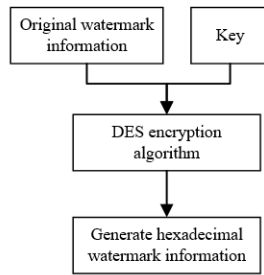 Original watermark
information
Key
DES encryption
algorithm
Generate hexadecimal
watermark information